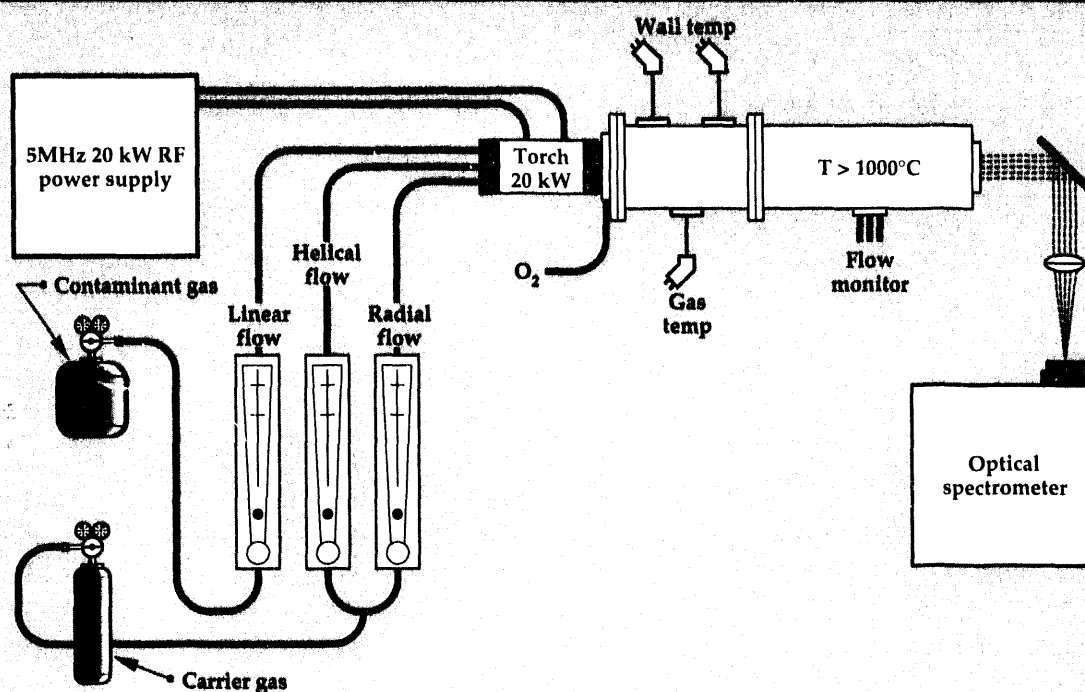 Wall temp
5MHz 20 kW RF
power supply
Torch
20 kW
T > 1000°C
Helical
flow
O₂
Flow
monitor
Contaminant gas
Gas
temp
Linear
flow
Radial
flow
Optical
spectrometer
Carrier gas